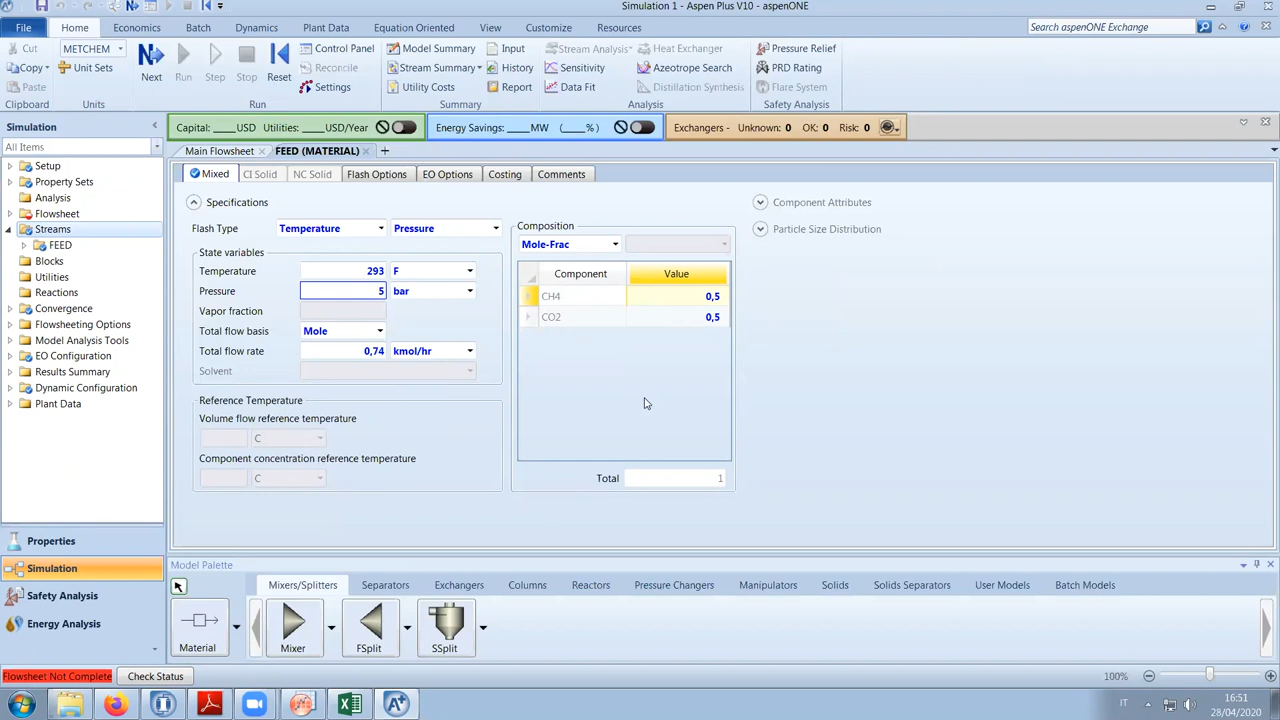 Simulation 1 - Aspen Plus V10 - aspenONE
File Home Economics Batch Dynamics Plant Data Equation Oriented View Customize Resources Search aspenONE Exchange
Cut METCHEM Control Panel Model Summary Input Stream Analysis Heat Exchanger Pressure Relief
Copy Unit Sets Next Run Step Stop Reset Reconcile Stream Summary History Sensitivity Azeotrope Search PRD Rating
Paste Settings Utility Costs Report Data Fit Distillation Synthesis Flare System
Clipboard Units Run Summary Analysis Safety Analysis
Simulation Capital: ____USD Utilities: ____USD/Year Energy Savings: ____MW (____%) Exchangers - Unknown: 0 OK: 0 Risk: 0
All Items Main Flowsheet FEED (MATERIAL)
Setup
Property Sets
Analysis
Flowsheet
Streams
FEED
Blocks
Utilities
Reactions
Convergence
Flowsheeting Options
Model Analysis Tools
EO Configuration
Results Summary
Dynamic Configuration
Plant Data
Properties
Simulation
Safety Analysis
Energy Analysis
Mixed CI Solid NC Solid Flash Options EO Options Costing Comments
Specifications
Flash Type Temperature Pressure
State variables
Temperature 293 F
Pressure 5 bar
Vapor fraction
Total flow basis Mole
Total flow rate 0,74 kmol/hr
Solvent
Reference Temperature
Volume flow reference temperature
C
Component concentration reference temperature
C
Composition
Mole-Frac
Component Value
CH4 0,5
CO2 0,5
Total 1
Component Attributes
Particle Size Distribution
Model Palette
Mixers/Splitters Separators Exchangers Columns Reactors Pressure Changers Manipulators Solids Solids Separators User Models Batch Models
Material Mixer FSplit SSplit
Flowsheet Not Complete Check Status 100%
IT 16:51
28/04/2020